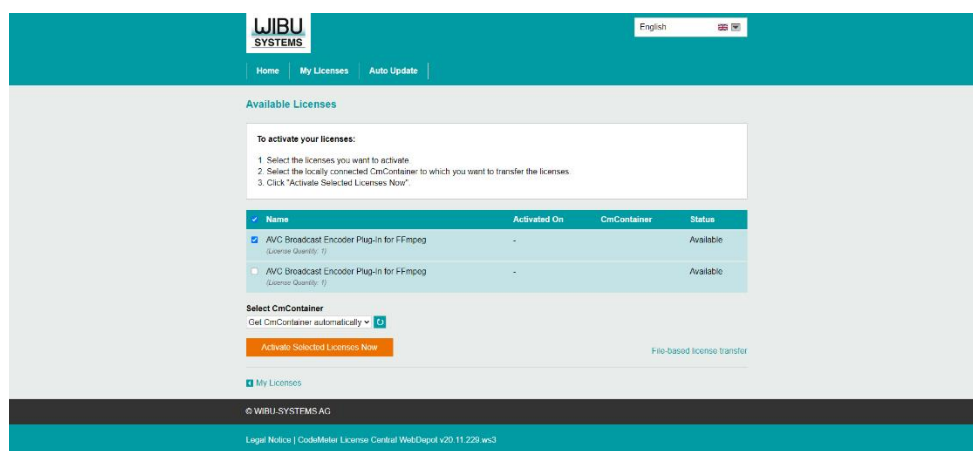 WIBU
SYSTEMS
English
Home
My Licenses
Auto Update
Available Licenses
To activate your licenses:
1. Select the licenses you want to activate.
2. Select the locally connected CmContainer to which you want to transfer the licenses.
3. Click "Activate Selected Licenses Now".
Name Activated On CmContainer Status
AVC Broadcast Encoder Plug-In for FFmpeg - Available
(License Quantity: 1)
AVC Broadcast Encoder Plug-In for FFmpeg - Available
(License Quantity: 1)
Select CmContainer
Get CmContainer automatically
Activate Selected Licenses Now
File-based license transfer
My Licenses
© WIBU-SYSTEMS AG
Legal Notice | CodeMeter License Central WebDepot v20.11.229.ws3